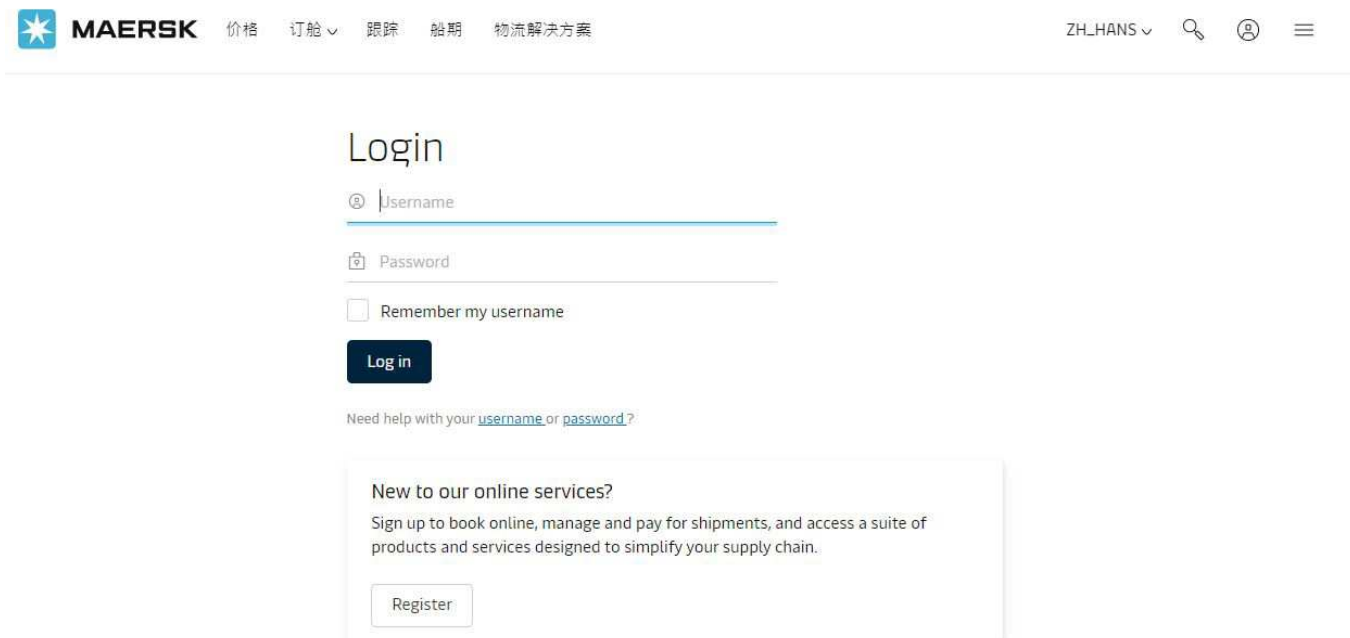 MAERSK 价格 订舱 跟踪 船期 物流解决方案 ZH_HANS
Login
Username
Password
Remember my username
Log in
Need help with your username or password ?
New to our online services?
Sign up to book online, manage and pay for shipments, and access a suite of
products and services designed to simplify your supply chain.
Register